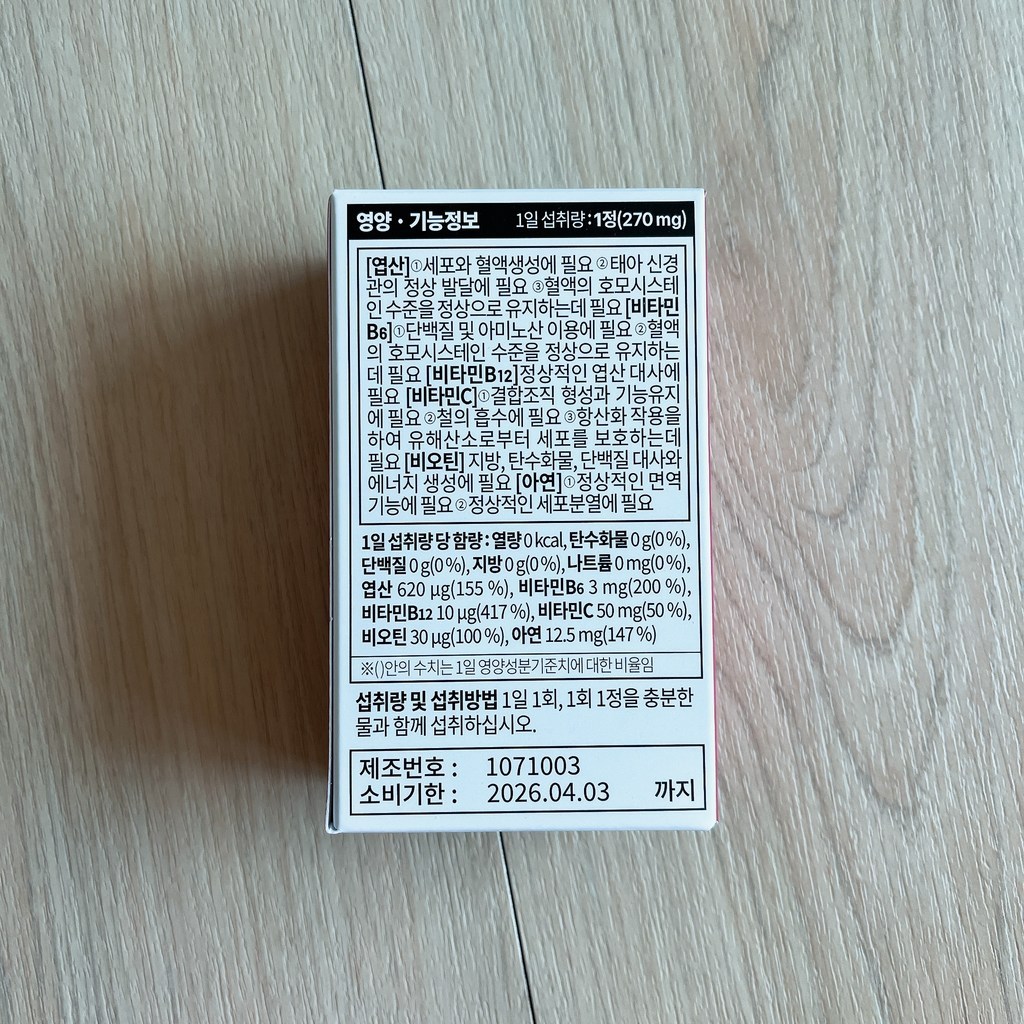 영양 · 기능정보 1일 섭취량 : 1정(270 mg)
[엽산]①세포와 혈액생성에 필요 ②태아 신경
관의 정상 발달에 필요 ③혈액의 호모시스테
인 수준을 정상으로 유지하는데 필요 [비타민
B6]①단백질 및 아미노산 이용에 필요 ②혈액
의 호모시스테인 수준을 정상으로 유지하는
데 필요 [비타민B12]정상적인 엽산 대사에
필요 [비타민C]①결합조직 형성과 기능유지
에 필요 ②철의 흡수에 필요 ③항산화 작용을
하여 유해산소로부터 세포를 보호하는데
필요 [비오틴] 지방, 탄수화물, 단백질 대사와
에너지 생성에 필요 [아연]①정상적인 면역
기능에 필요 ②정상적인 세포분열에 필요
1일 섭취량 당 함량 : 열량 0 kcal, 탄수화물 0 g(0 %),
단백질 0 g(0 %), 지방 0 g(0 %), 나트륨 0 mg(0 %),
엽산 620 µg(155 %), 비타민B6 3 mg(200 %),
비타민B12 10 µg(417 %), 비타민C 50 mg(50 %),
비오틴 30 µg(100 %), 아연 12.5 mg(147 %)
※( )안의 수치는 1일 영양성분기준치에 대한 비율임
섭취량 및 섭취방법 1일 1회, 1회 1정을 충분한
물과 함께 섭취하십시오.
제조번호 : 1071003
소비기한 : 2026.04.03 까지